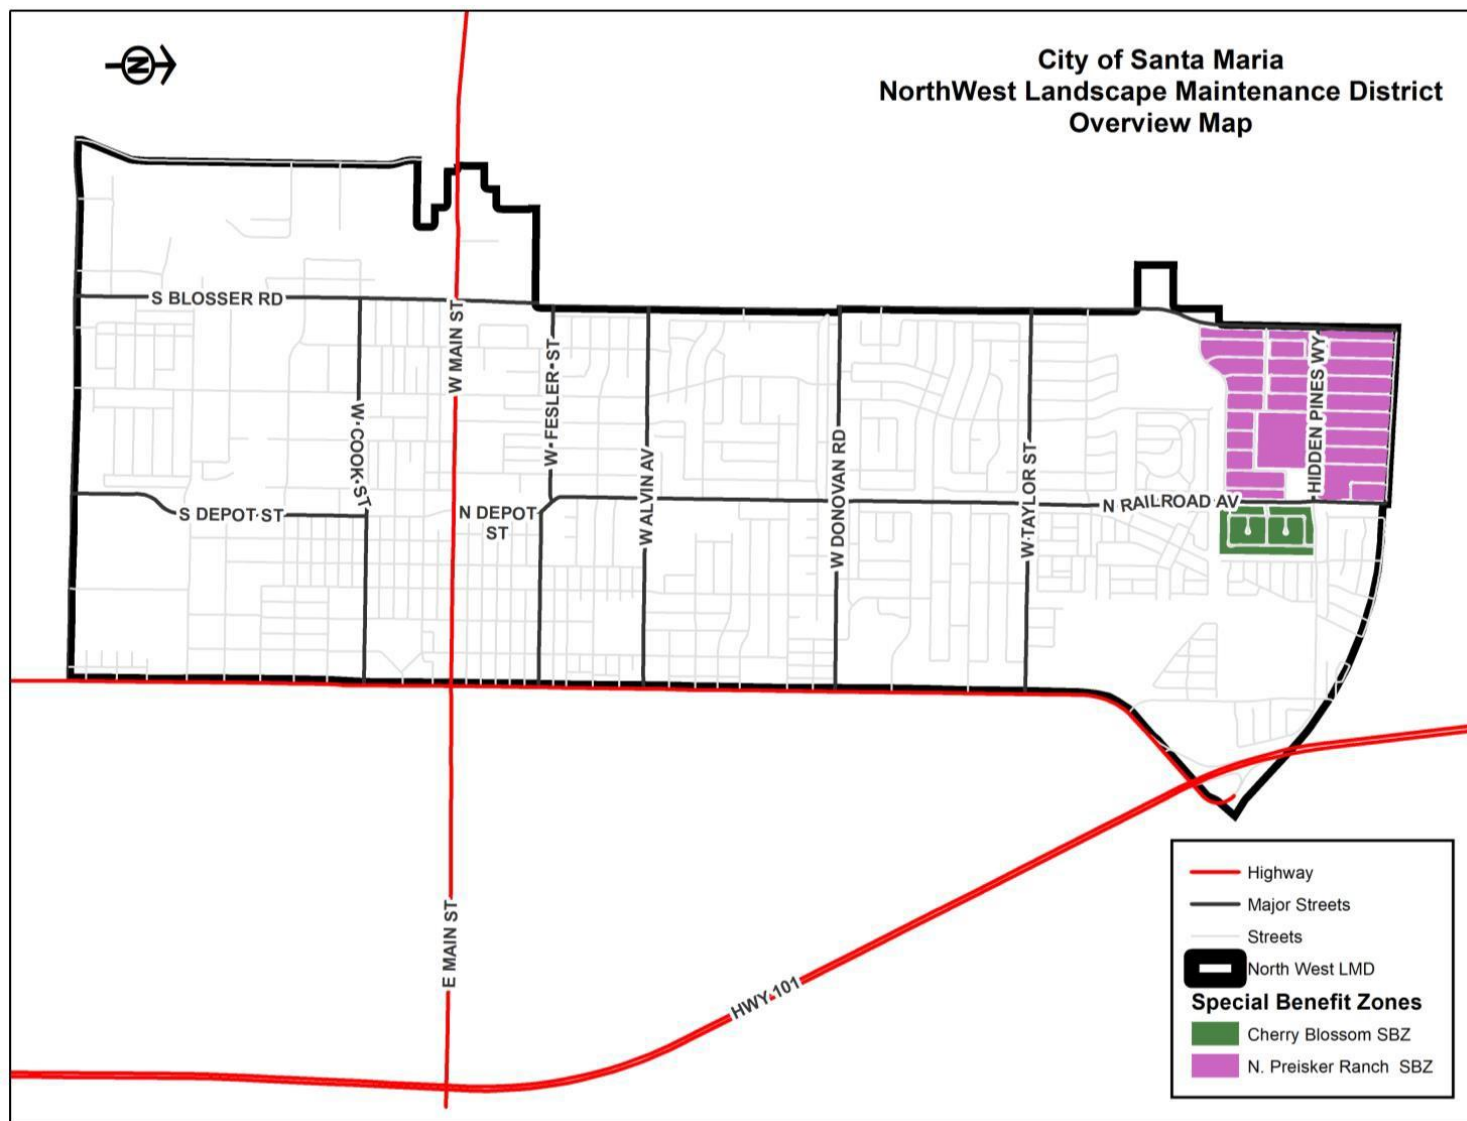 N
City of Santa Maria
NorthWest Landscape Maintenance District
Overview Map
S BLOSSER RD
W MAIN ST
W COOK ST
W FESLER ST
W ALVIN AV
W DONOVAN RD
W TAYLOR ST
HIDDEN PINES WY
N RAILROAD AV
S DEPOT ST
N DEPOT
ST
E MAIN ST
HWY 101
Highway
Major Streets
Streets
North West LMD
Special Benefit Zones
Cherry Blossom SBZ
N. Preisker Ranch SBZ